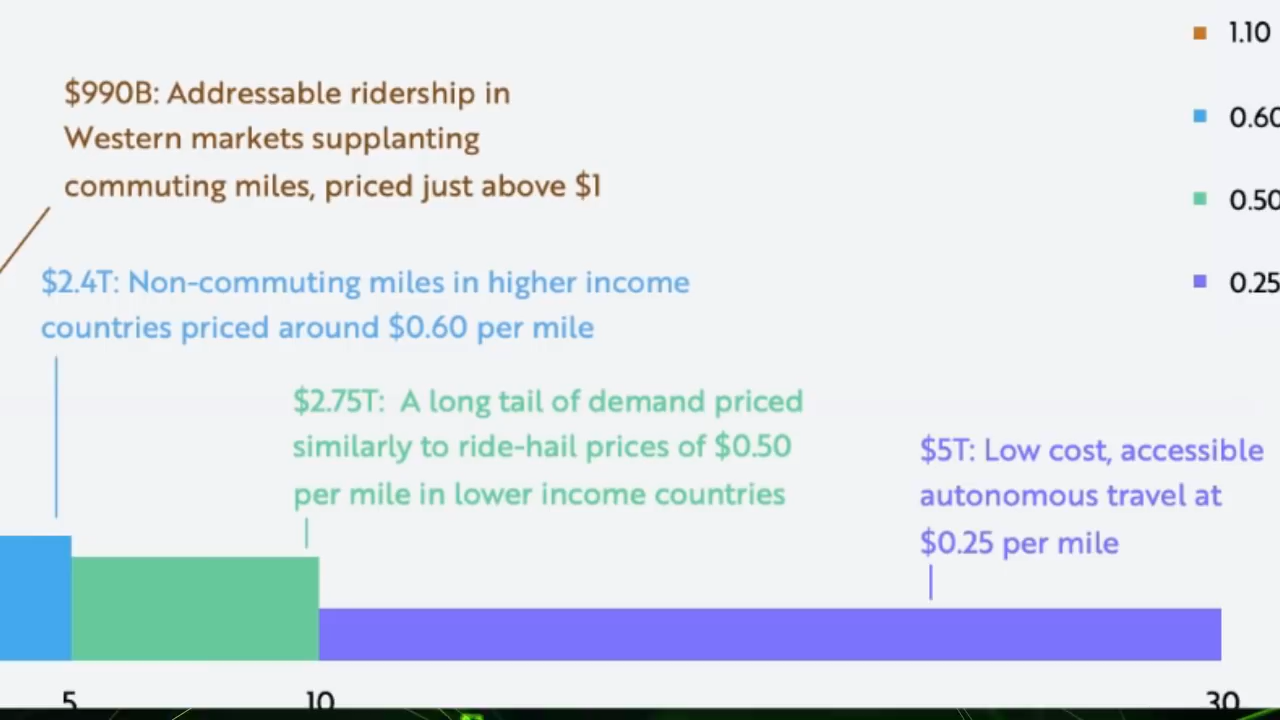 1.10
$990B: Addressable ridership in
Western markets supplanting
commuting miles, priced just above $1
0.60
0.50
$2.4T: Non-commuting miles in higher income
countries priced around $0.60 per mile
0.25
$2.75T: A long tail of demand priced
similarly to ride-hail prices of $0.50
per mile in lower income countries
$5T: Low cost, accessible
autonomous travel at
$0.25 per mile
5
10
30